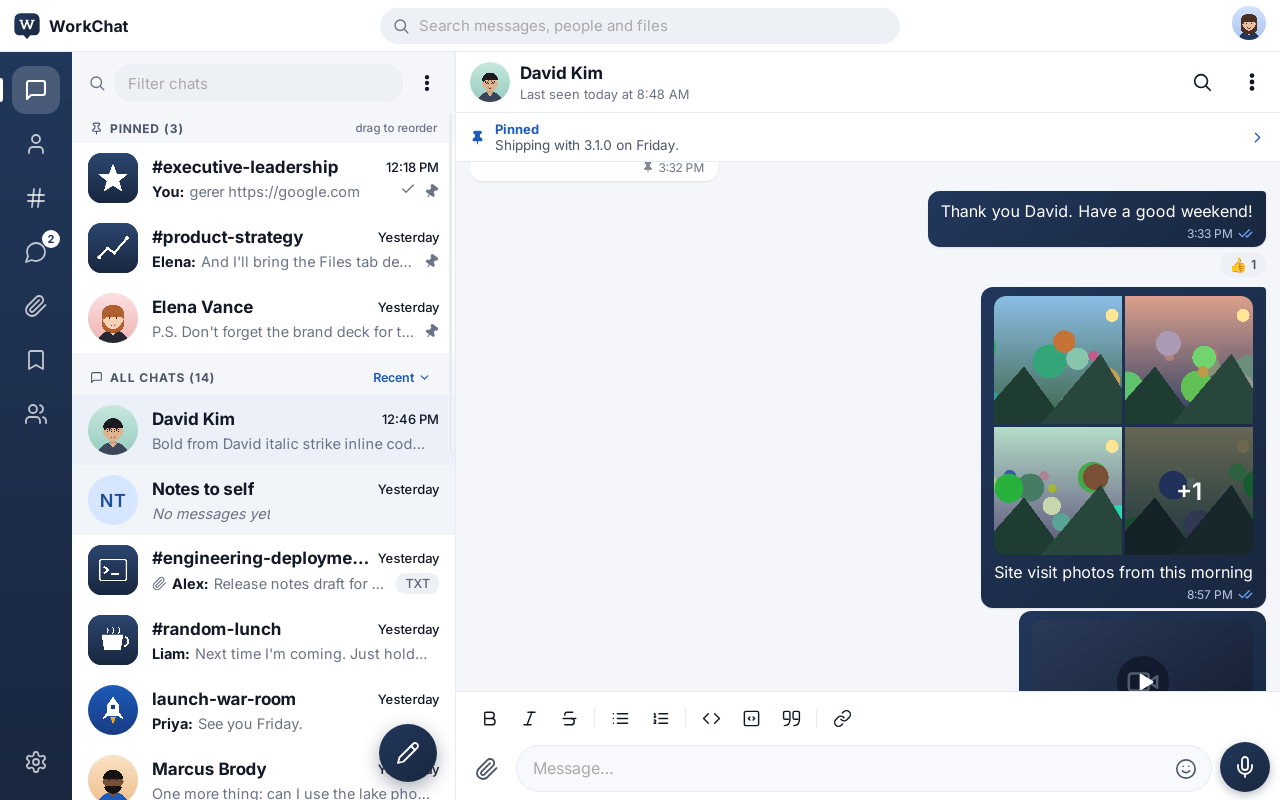 W WorkChat
Search messages, people and files
2
Filter chats
PINNED (3)
drag to reorder
#executive-leadership
12:18 PM
You: gerer https://google.com
#product-strategy
Yesterday
Elena: And I'll bring the Files tab de...
Elena Vance
Yesterday
P.S. Don't forget the brand deck for t...
ALL CHATS (14)
Recent
David Kim
12:46 PM
Bold from David italic strike inline cod...
NT
Notes to self
Yesterday
No messages yet
#engineering-deployme...
Yesterday
Alex: Release notes draft for ...
TXT
#random-lunch
Yesterday
Liam: Next time I'm coming. Just hold...
launch-war-room
Yesterday
Priya: See you Friday.
Marcus Brody
One more thing: can I use the lake pho...
David Kim
Last seen today at 8:48 AM
Pinned
Shipping with 3.1.0 on Friday.
3:32 PM
Thank you David. Have a good weekend!
3:33 PM
👍 1
+1
Site visit photos from this morning
8:57 PM
Message...